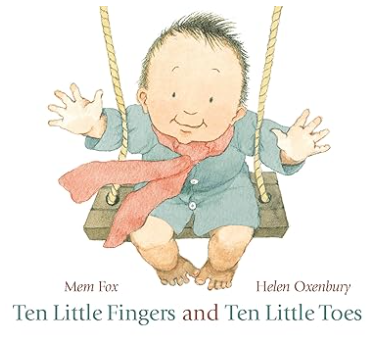 Mem Fox Helen Oxenbury
Ten Little Fingers and Ten Little Toes